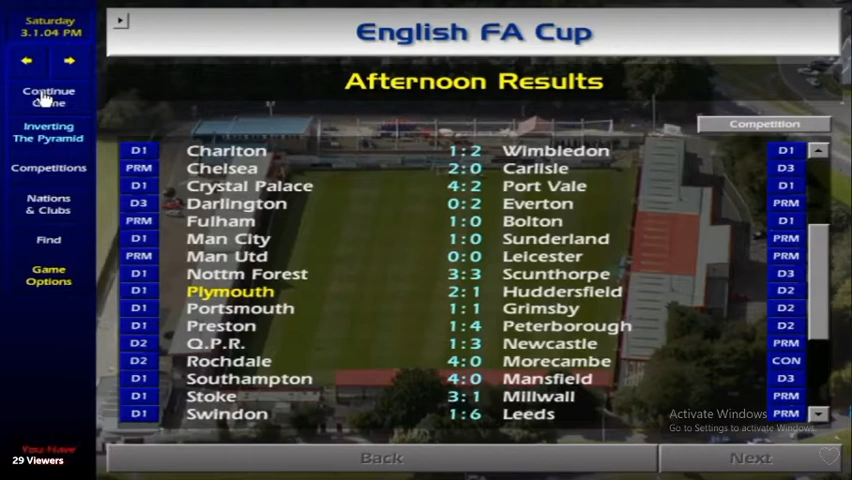 Saturday
3.1.04 PM
English FA Cup
Afternoon Results
Continue
Game
Inverting
The Pyramid
Competitions
Nations
& Clubs
Find
Game
Options
You Have
29 Viewers
Competition
D1 Charlton 1:2 Wimbledon D1
PRM Chelsea 2:0 Carlisle D3
D1 Crystal Palace 4:2 Port Vale D1
D3 Darlington 0:2 Everton PRM
PRM Fulham 1:0 Bolton D1
D1 Man City 1:0 Sunderland PRM
PRM Man Utd 0:0 Leicester PRM
D1 Nottm Forest 3:3 Scunthorpe D3
D1 Plymouth 2:1 Huddersfield D2
D1 Portsmouth 1:1 Grimsby D2
D1 Preston 1:4 Peterborough D2
D2 Q.P.R. 1:3 Newcastle PRM
D2 Rochdale 4:0 Morecambe CON
D1 Southampton 4:0 Mansfield D3
D1 Stoke 3:1 Millwall PRM
D1 Swindon 1:6 Leeds PRM
Activate Windows
Go to Settings to activate Windows.
Back
Next